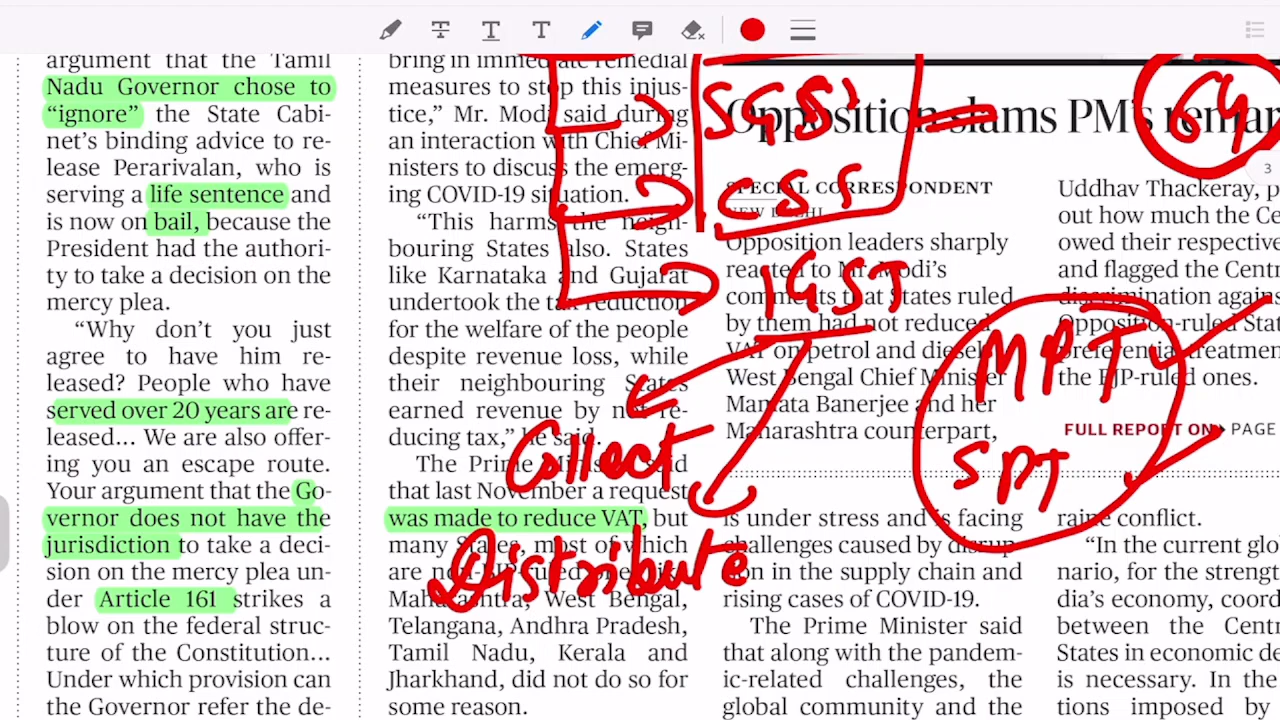 argument that the Tamil
Nadu Governor chose to
“ignore” the State Cabi-
net’s binding advice to re-
lease Perarivalan, who is
serving a life sentence and
is now on bail, because the
President had the authori-
ty to take a decision on the
mercy plea.
“Why don’t you just
agree to have him re-
leased? People who have
served over 20 years are re-
leased... We are also offer-
ing you an escape route.
Your argument that the Go-
vernor does not have the
jurisdiction to take a deci-
sion on the mercy plea un-
der Article 161 strikes a
blow on the federal struc-
ture of the Constitution...
Under which provision can
the Governor refer the de-
bring in immediate remedial
measures to stop this injus-
tice,” Mr. Modi said during
an interaction with Chief Mi-
nisters to discuss the emerg-
ing COVID-19 situation.
“This harms the neigh-
bouring States also. States
like Karnataka and Gujarat
undertook the tax reduction
for the welfare of the people
despite revenue loss, while
their neighbouring States
earned revenue by not re-
ducing tax,” he said.
The Prime Minister said
that last November a request
was made to reduce VAT, but
many States, most of which
are
Maharashtra, West Bengal,
Telangana, Andhra Pradesh,
Tamil Nadu, Kerala and
Jharkhand, did not do so for
some reason.
Opposition slams PM’s remar
SPECIAL CORRESPONDENT
NEW DELHI
Opposition leaders sharply
reacted to Mr. Modi’s
comments that States ruled
by them had not reduced
VAT on petrol and diesel.
West Bengal Chief Minister
Mamata Banerjee and her
Maharashtra counterpart,
Uddhav Thackeray, p
out how much the Ce
owed their respective
and flagged the Centr
discrimination again
Opposition-ruled Stat
preferential treatmen
the BJP-ruled ones.
FULL REPORT ON PAGE
3
is under stress and is facing
challenges caused by disrup-
tion in the supply chain and
rising cases of COVID-19.
The Prime Minister said
that along with the pandem-
ic-related challenges, the
global community and the
raine conflict.
“In the current glo
nario, for the strength
dia’s economy, coord
between the Centr
States in economic de
is necessary. In the
tions imposed by
IGST
Collect
Distribute
MPT
SPT